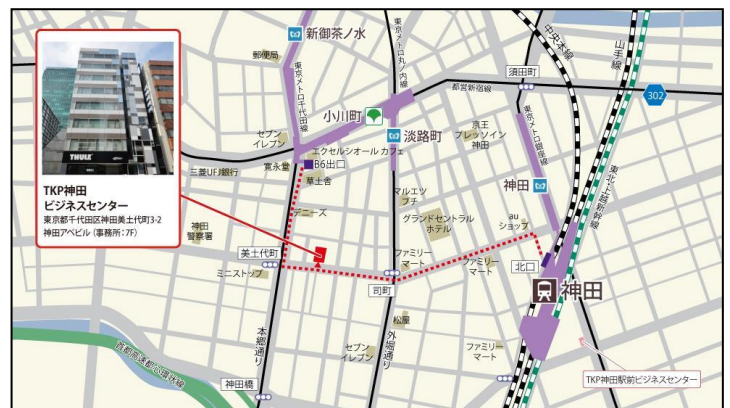 新御茶ノ水
郵便局
東京メトロ千代田線
東京メトロ丸ノ内線
都営新宿線
須田町
中央本線
山手線
302
小川町
淡路町
セブン
イレブン
エクセルシオール カフェ
京王
プレッソイン
神田
東京メトロ銀座線
東北・上越新幹線
THULE
TKP神田
ビジネスセンター
東京都千代田区神田美土代町3-2
神田アベビル (事務所:7F)
三菱UFJ銀行
寛永堂
B6出口
草土舎
デニーズ
マルエツ
プチ
グランドセントラル
ホテル
神田
au
ショップ
神田
警察署
美土代町
ミニストップ
ファミリー
マート
ファミリー
マート
北口
神田
司町
本郷通り
外堀通り
松屋
セブン
イレブン
ファミリー
マート
首都高速都心環状線
神田橋
TKP神田駅前ビジネスセンター